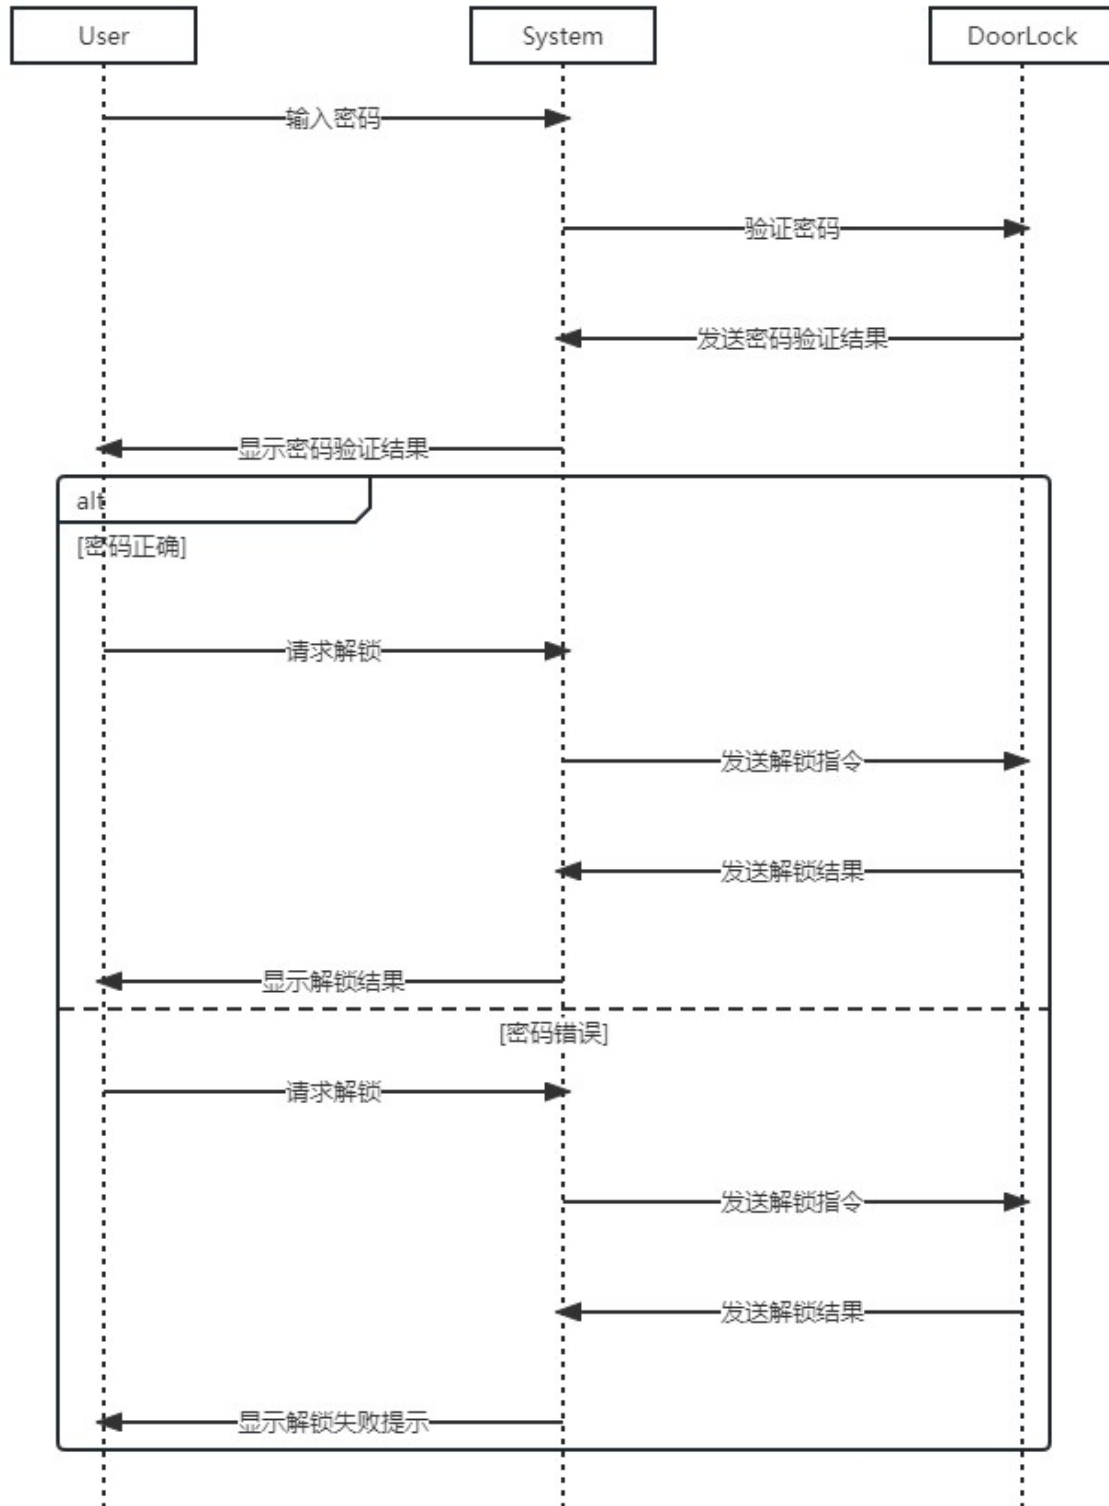 User
System
DoorLock
输入密码
验证密码
发送密码验证结果
显示密码验证结果
alt
[密码正确]
请求解锁
发送解锁指令
发送解锁结果
显示解锁结果
[密码错误]
请求解锁
发送解锁指令
发送解锁结果
显示解锁失败提示